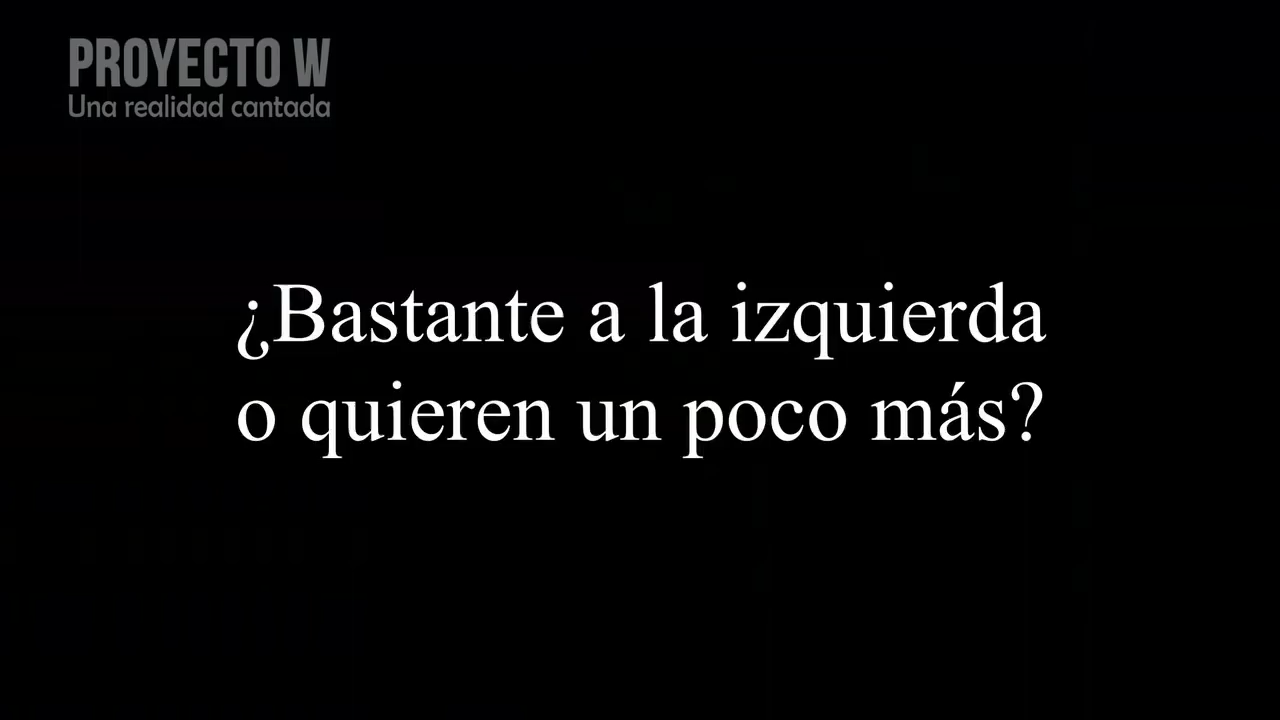 PROYECTO W
Una realidad cantada
¿Bastante a la izquierda
o quieren un poco más?